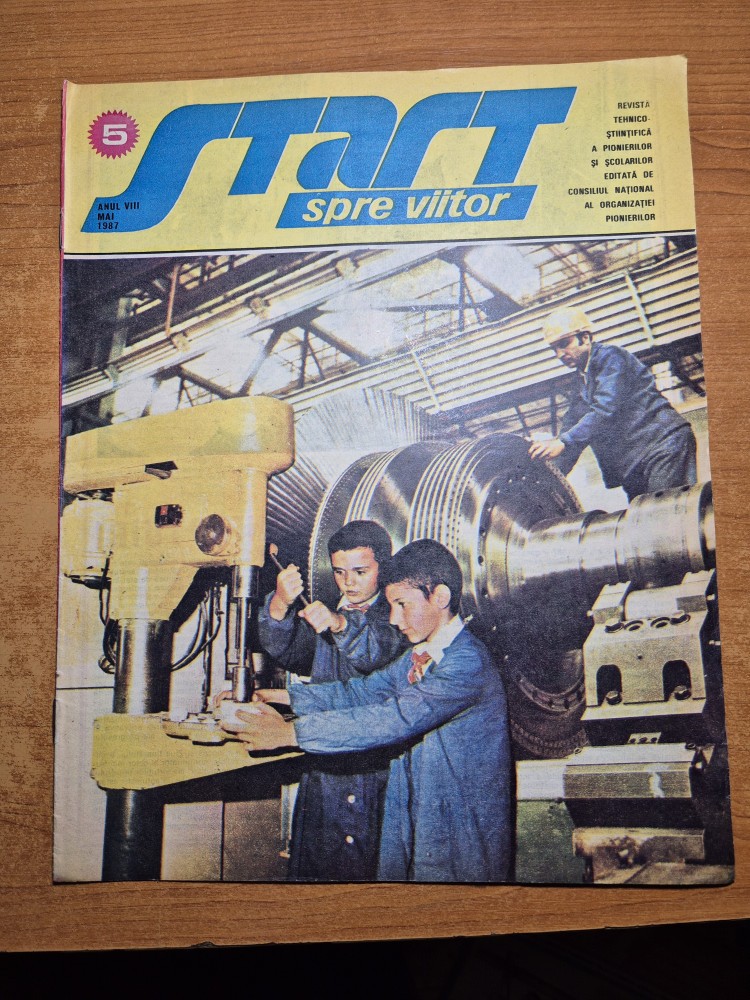 5
START
spre viitor
ANUL VIII
MAI
1987
REVISTĂ
TEHNICO-
ŞTIINŢIFICĂ
A PIONIERILOR
ŞI ŞCOLARILOR
EDITATĂ DE
CONSILIUL NAŢIONAL
AL ORGANIZAŢIEI
PIONIERILOR